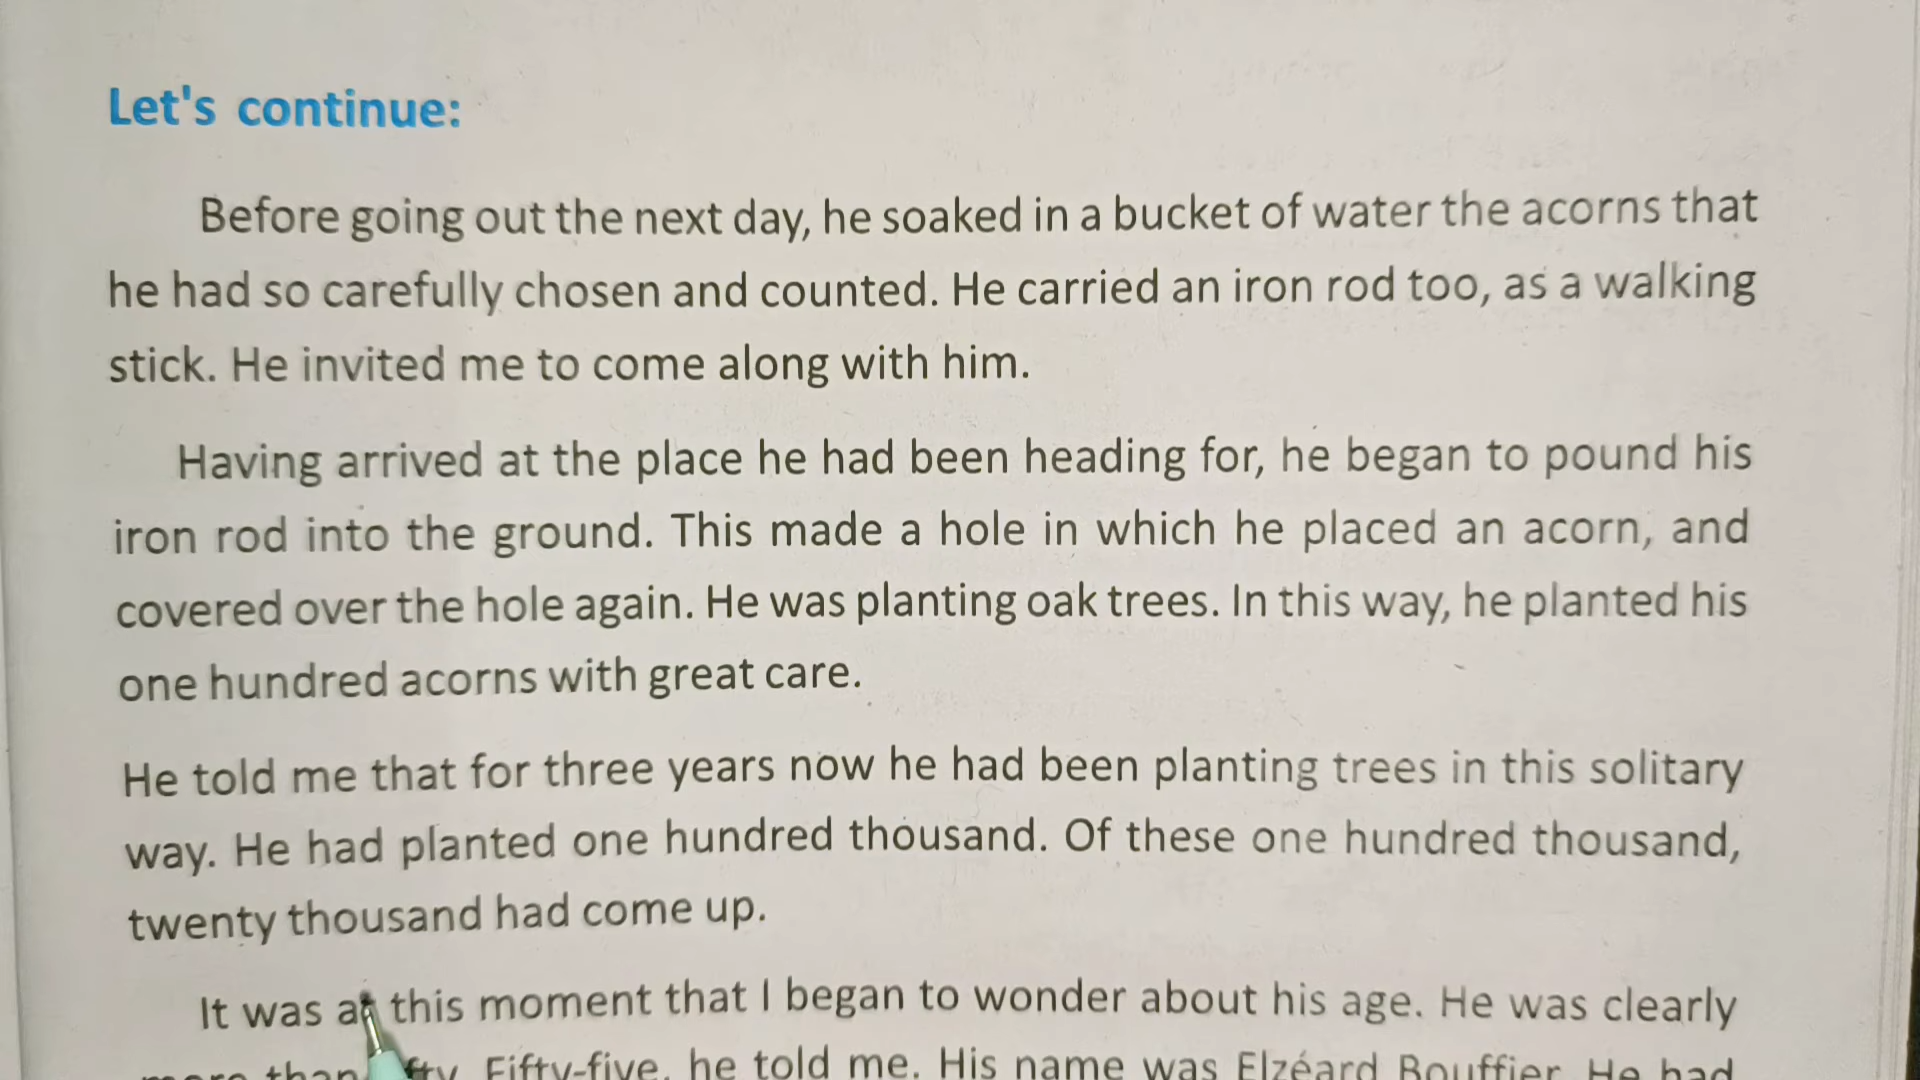 Let's continue:
Before going out the next day, he soaked in a bucket of water the acorns that
he had so carefully chosen and counted. He carried an iron rod too, as a walking
stick. He invited me to come along with him.
Having arrived at the place he had been heading for, he began to pound his
iron rod into the ground. This made a hole in which he placed an acorn, and
covered over the hole again. He was planting oak trees. In this way, he planted his
one hundred acorns with great care.
He told me that for three years now he had been planting trees in this solitary
way. He had planted one hundred thousand. Of these one hundred thousand,
twenty thousand had come up.
It was at this moment that I began to wonder about his age. He was clearly
more than Fifty-five, he told me. His name was Elzéard Bouffier. He had